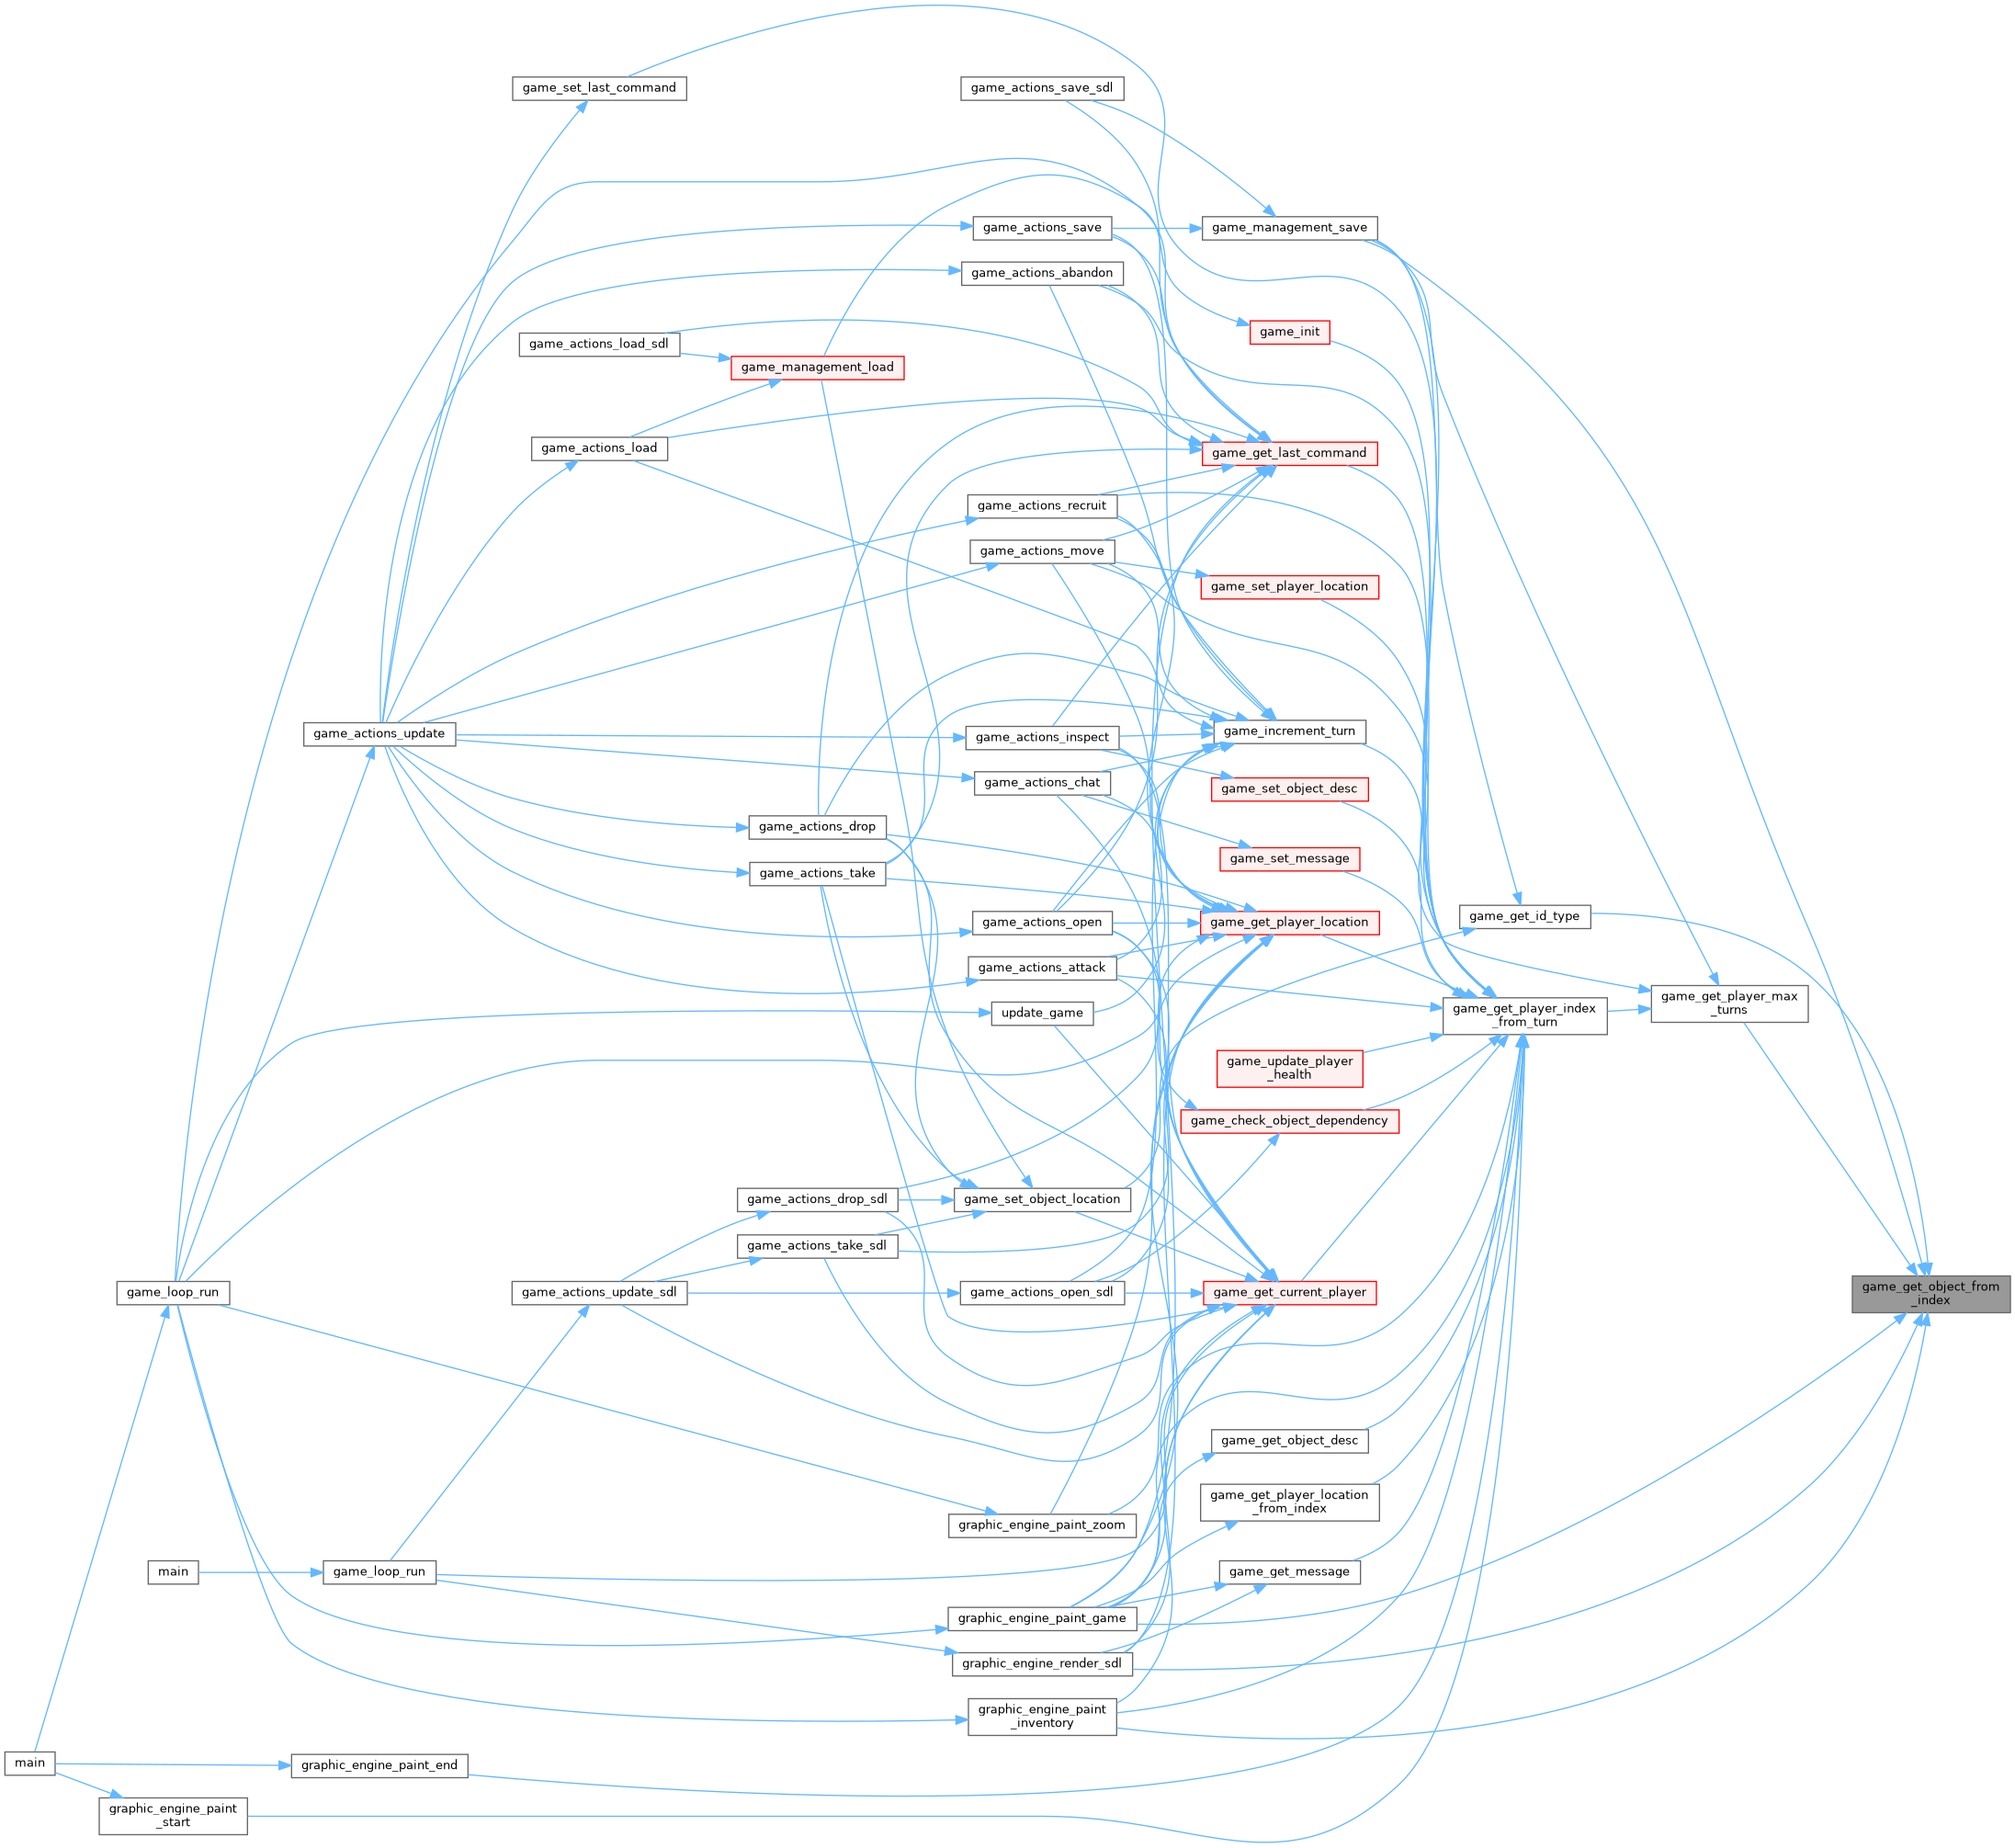 game_set_last_command
game_actions_save_sdl
game_actions_save
game_management_save
game_actions_abandon
game_init
game_actions_load_sdl
game_management_load
game_actions_load
game_get_last_command
game_actions_recruit
game_actions_move
game_set_player_location
game_actions_update
game_actions_inspect
game_increment_turn
game_actions_chat
game_set_object_desc
game_actions_drop
game_set_message
game_actions_take
game_actions_open
game_get_player_location
game_get_id_type
game_actions_attack
update_game
game_get_player_index
_from_turn
game_get_player_max
_turns
game_update_player
_health
game_check_object_dependency
game_actions_drop_sdl
game_set_object_location
game_actions_take_sdl
game_loop_run
game_actions_update_sdl
game_actions_open_sdl
game_get_current_player
game_get_object_from
_index
game_get_object_desc
game_get_player_location
_from_index
graphic_engine_paint_zoom
main
game_loop_run
game_get_message
graphic_engine_paint_game
graphic_engine_render_sdl
graphic_engine_paint
_inventory
main
graphic_engine_paint_end
graphic_engine_paint
_start